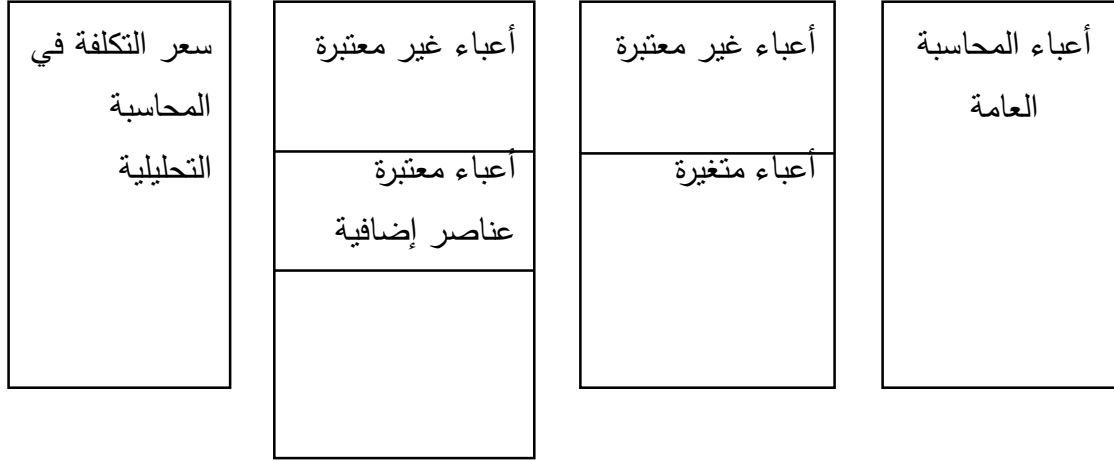 أعباء المحاسبة
العامة
أعباء غير معتبرة
أعباء متغيرة
أعباء غير معتبرة
أعباء معتبرة
عناصر إضافية
سعر التكلفة في
المحاسبة
التحليلية